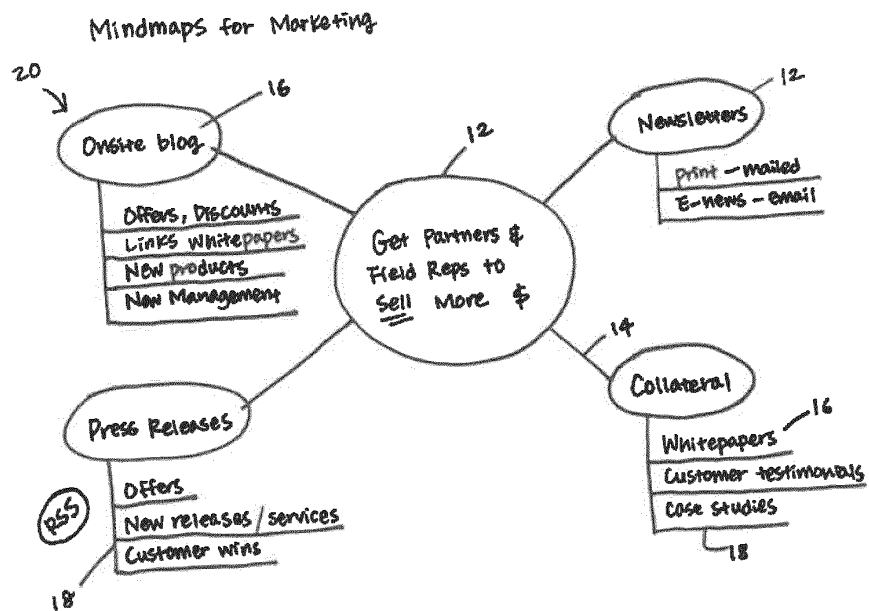 Mindmaps for Marketing
20
16
Onsite blog
Offers, Discounts
Links Whitepapers
New products
New Management
12
Get Partners &
Field Reps to
Sell More $
12
Newsletters
print - mailed
E-news - email
14
Collateral
16
Whitepapers
Customer testimonials
Case studies
18
Press Releases
Offers
New releases / services
Customer wins
PSS
18